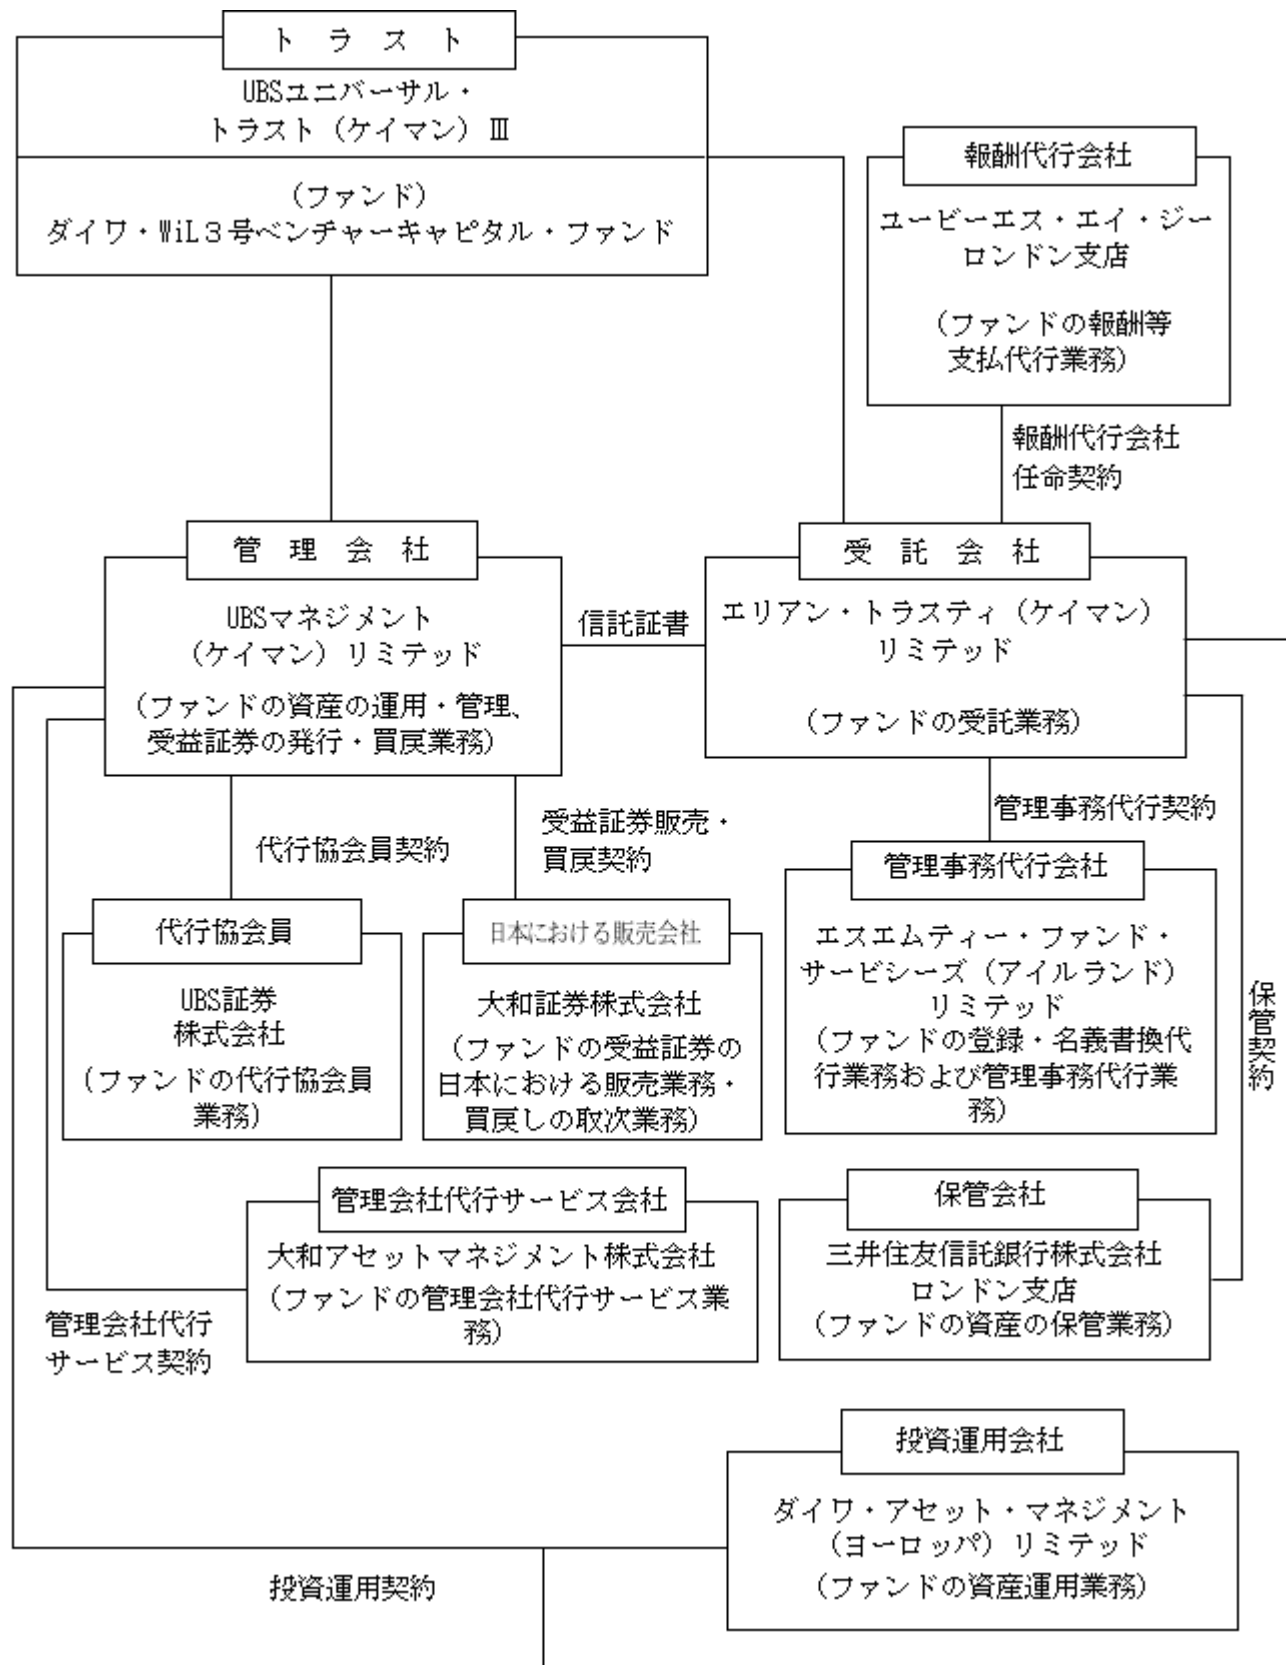 トラスト
UBSユニバーサル・
トラスト（ケイマン）Ⅲ
（ファンド）
ダイワ・WiL３号ベンチャーキャピタル・ファンド
報酬代行会社
ユービーエス・エイ・ジー
ロンドン支店
（ファンドの報酬等
支払代行業務）
報酬代行会社
任命契約
管理会社
UBSマネジメント
（ケイマン）リミテッド
（ファンドの資産の運用・管理、
受益証券の発行・買戻業務）
信託証書
受託会社
エリアン・トラスティ（ケイマン）
リミテッド
（ファンドの受託業務）
代行協会員契約
受益証券販売・
買戻契約
管理事務代行契約
代行協会員
UBS証券
株式会社
（ファンドの代行協会員
業務）
日本における販売会社
大和証券株式会社
（ファンドの受益証券の
日本における販売業務・
買戻しの取次業務）
管理事務代行会社
エスエムティー・ファンド・
サービシーズ（アイルランド）
リミテッド
（ファンドの登録・名義書換代
行業務および管理事務代行業
務）
保管契約
管理会社代行サービス会社
大和アセットマネジメント株式会社
（ファンドの管理会社代行サービス業
務）
管理会社代行
サービス契約
保管会社
三井住友信託銀行株式会社
ロンドン支店
（ファンドの資産の保管業務）
投資運用会社
ダイワ・アセット・マネジメント
（ヨーロッパ）リミテッド
（ファンドの資産運用業務）
投資運用契約